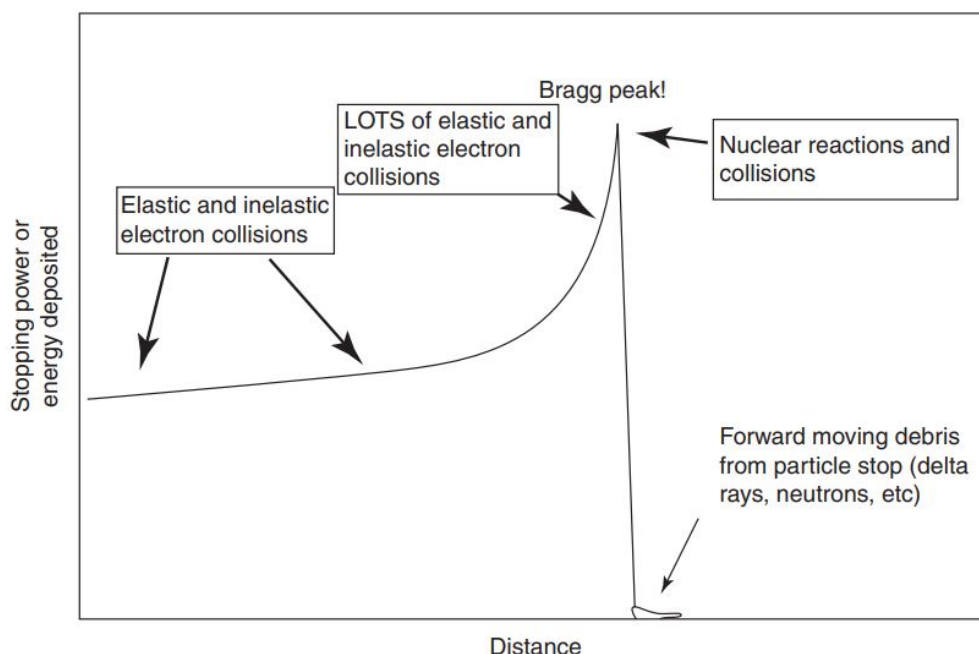 Bragg peak!
LOTS of elastic and
inelastic electron
collisions
Nuclear reactions and
collisions
Elastic and inelastic
electron collisions
Stopping power or
energy deposited
Forward moving debris
from particle stop (delta
rays, neutrons, etc)
Distance